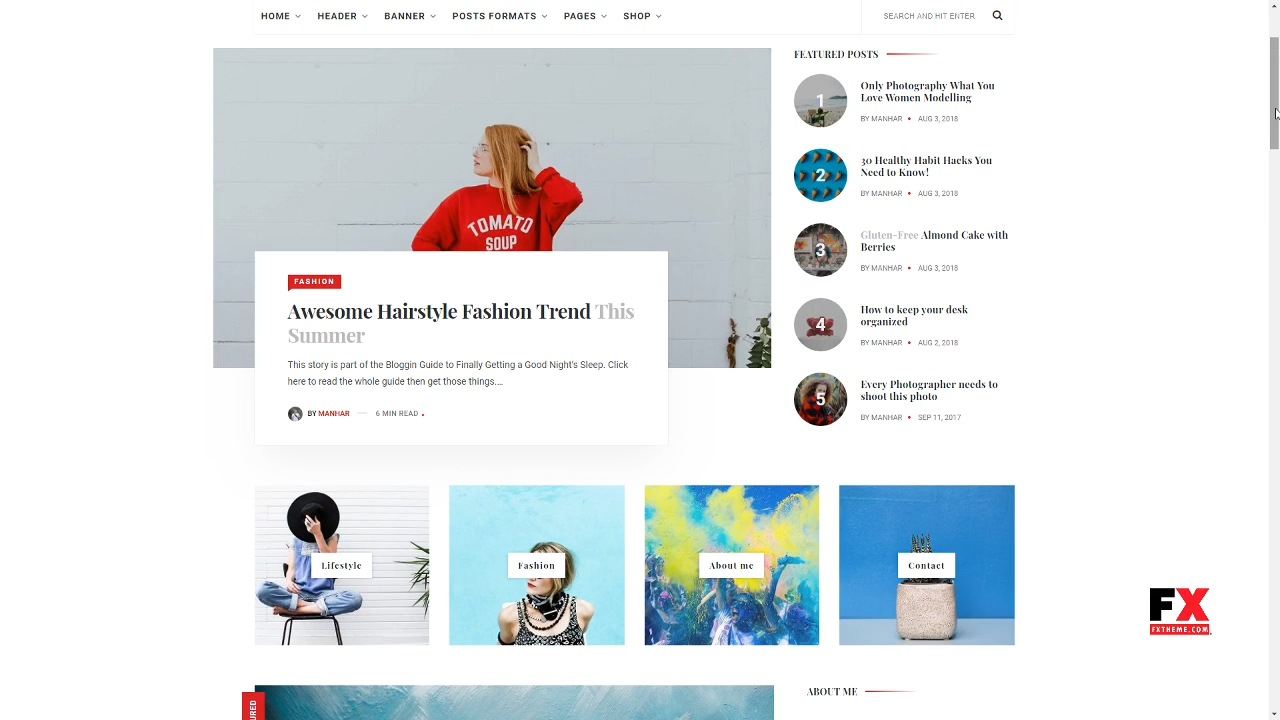 HOME HEADER BANNER POSTS FORMATS PAGES SHOP SEARCH AND HIT ENTER
TOMATO
SOUP
FASHION
Awesome Hairstyle Fashion Trend This
Summer
This story is part of the Bloggin Guide to Finally Getting a Good Night's Sleep. Click
here to read the whole guide then get those things....
BY MANHAR — 6 MIN READ
FEATURED POSTS
1
Only Photography What You
Love Women Modelling
BY MANHAR • AUG 3, 2018
2
30 Healthy Habit Hacks You
Need to Know!
BY MANHAR • AUG 3, 2018
3
Gluten-Free Almond Cake with
Berries
BY MANHAR • AUG 3, 2018
4
How to keep your desk
organized
BY MANHAR • AUG 2, 2018
5
Every Photographer needs to
shoot this photo
BY MANHAR • SEP 11, 2017
Lifestyle
Fashion
About me
Contact
FX
FXTHEME.COM
URED
ABOUT ME